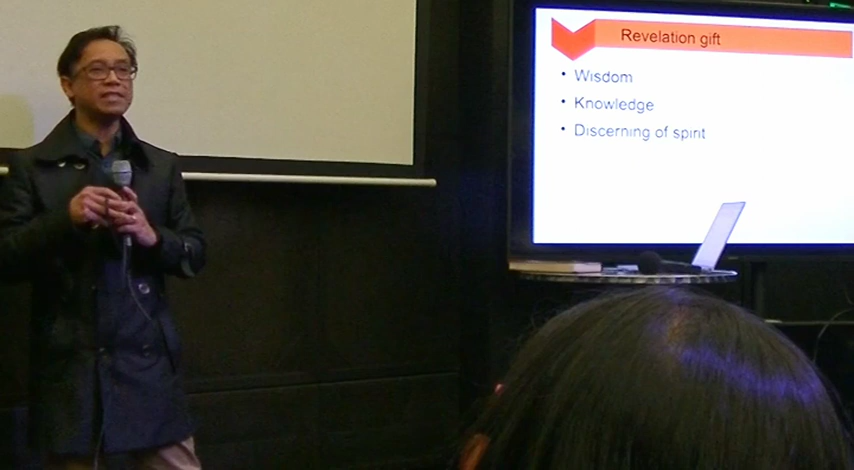 Revelation gift
• Wisdom
• Knowledge
• Discerning of spirit